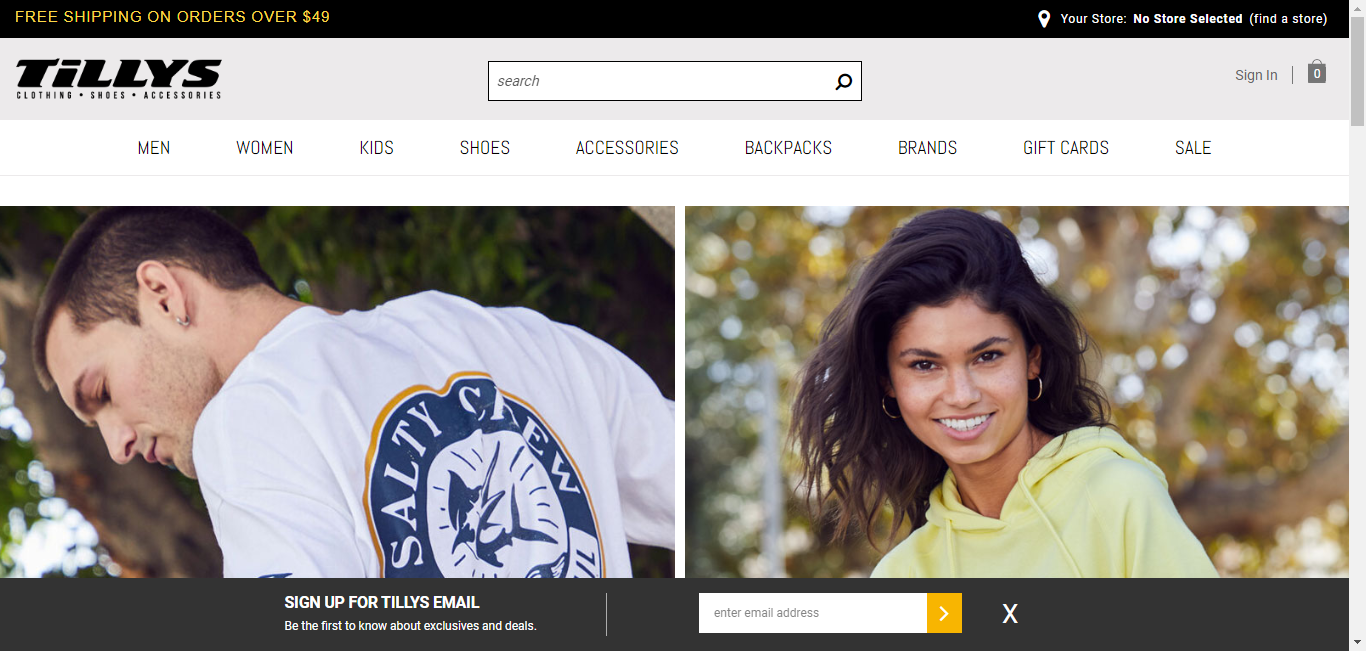 FREE SHIPPING ON ORDERS OVER $49
Your Store: No Store Selected (find a store)
TILLYS
CLOTHING • SHOES • ACCESSORIES
search
Sign In
0
MEN WOMEN KIDS SHOES ACCESSORIES BACKPACKS BRANDS GIFT CARDS SALE
SALTY CREW
SIGN UP FOR TILLYS EMAIL
Be the first to know about exclusives and deals.
enter email address
X